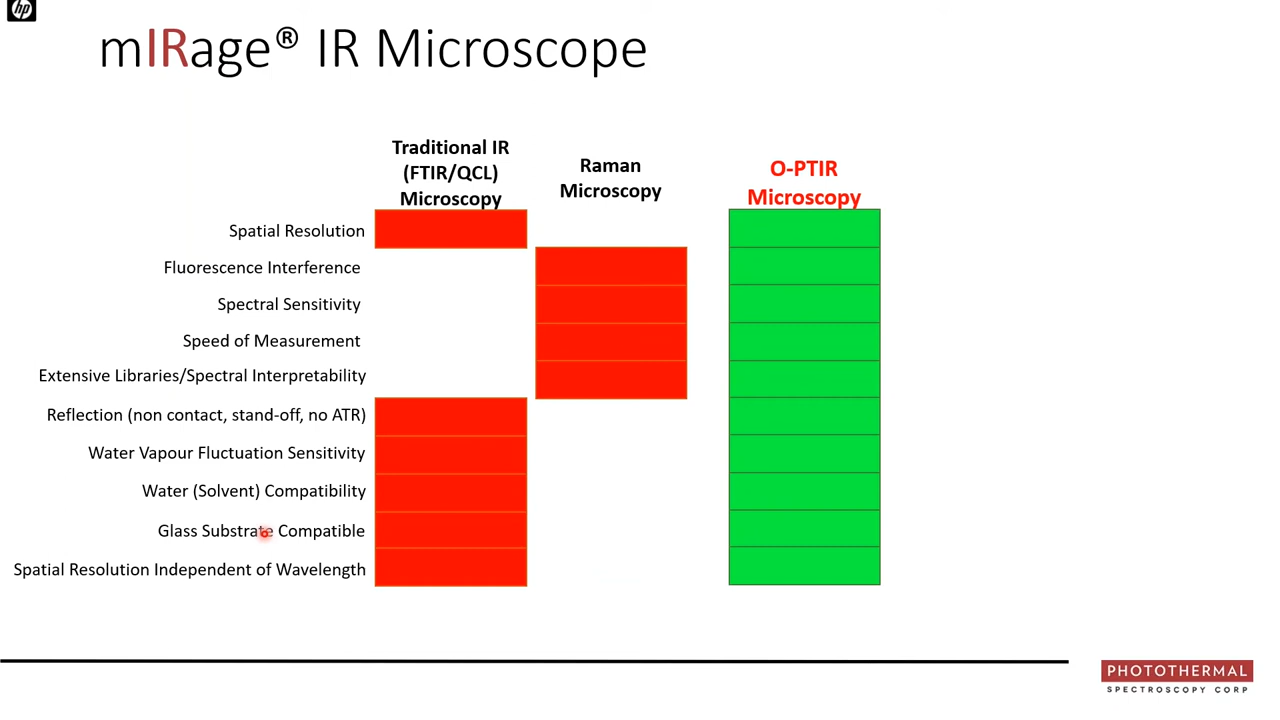 hp
mIRage® IR Microscope
Traditional IR
(FTIR/QCL)
Microscopy
Raman
Microscopy
O-PTIR
Microscopy
Spatial Resolution
Fluorescence Interference
Spectral Sensitivity
Speed of Measurement
Extensive Libraries/Spectral Interpretability
Reflection (non contact, stand-off, no ATR)
Water Vapour Fluctuation Sensitivity
Water (Solvent) Compatibility
Glass Substrate Compatible
Spatial Resolution Independent of Wavelength
PHOTOTHERMAL
SPECTROSCOPY CORP